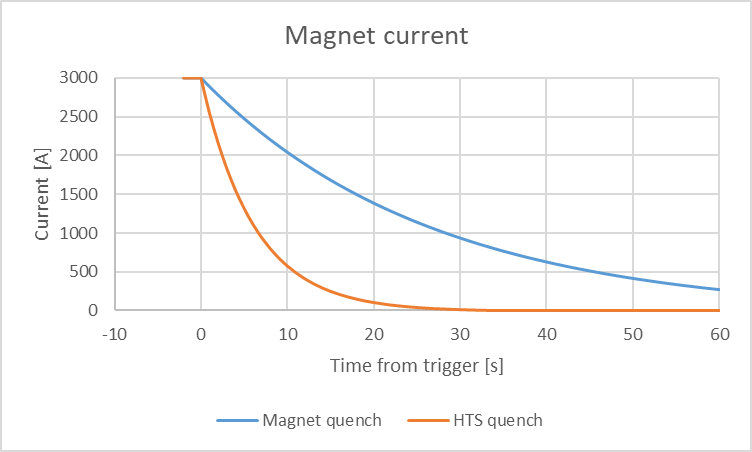 Magnet current
3000
2500
2000
1500
1000
500
0
Current [A]
-10 0 10 20 30 40 50 60
Time from trigger [s]
Magnet quench HTS quench